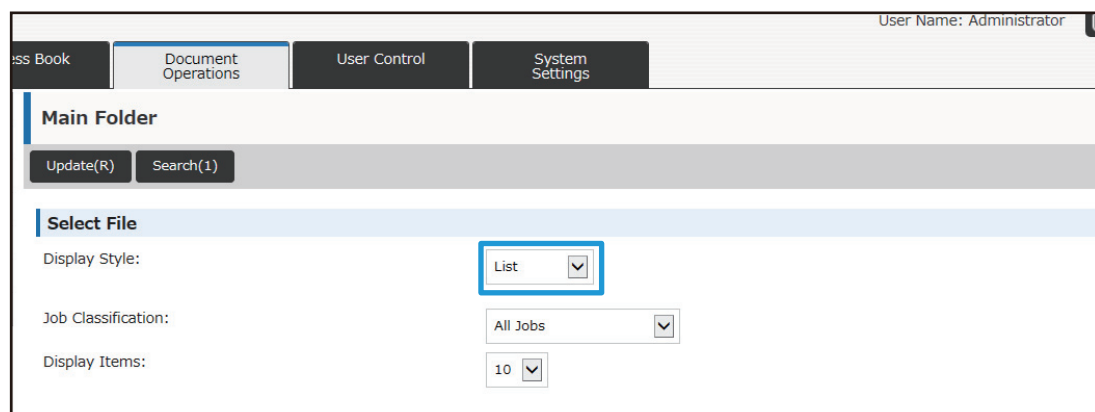 User Name: Administrator
ess Book
Document
Operations
User Control
System
Settings
Main Folder
Update(R)
Search(1)
Select File
Display Style:
List
Job Classification:
All Jobs
Display Items:
10